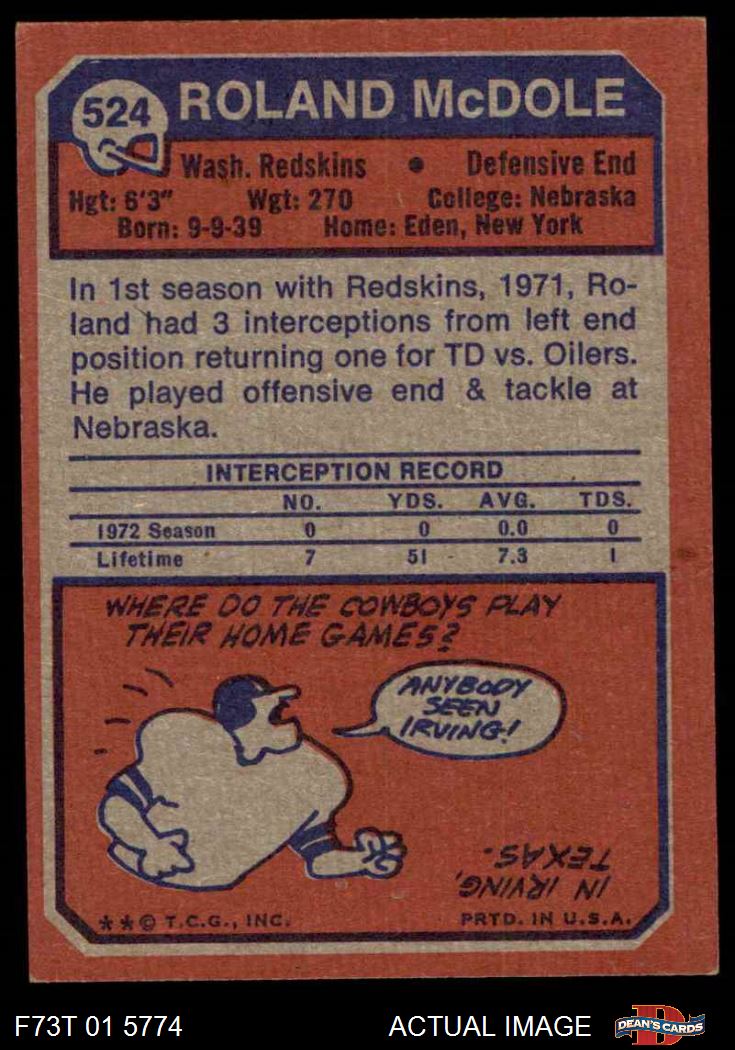 524
ROLAND McDOLE
Wash. Redskins • Defensive End
Hgt: 6'3" Wgt: 270 College: Nebraska
Born: 9-9-39 Home: Eden, New York
In 1st season with Redskins, 1971, Ro-
land had 3 interceptions from left end
position returning one for TD vs. Oilers.
He played offensive end & tackle at
Nebraska.
INTERCEPTION RECORD
NO. YDS. AVG. TDS.
1972 Season 0 0 0.0 0
Lifetime 7 51 7.3 1
WHERE DO THE COWBOYS PLAY
THEIR HOME GAMES?
ANYBODY
SEEN
IRVING!
IN IRVING,
TEXAS.
**© T.C.G., INC. PRTD. IN U.S.A.
F73T 01 5774 ACTUAL IMAGE D DEAN'S CARDS